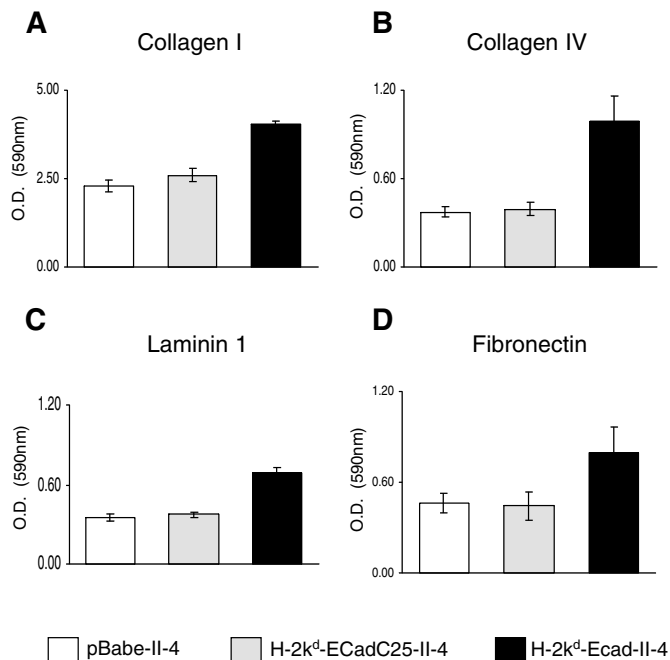 A
Collagen I
5.00
2.50
0.00
O.D. (590nm)
B
Collagen IV
1.20
0.60
0.00
O.D. (590nm)
C
Laminin 1
1.20
0.60
0.00
O.D. (590nm)
D
Fibronectin
1.20
0.60
0.00
O.D. (590nm)
pBabe-II-4 H-2kᵈ-ECadC25-II-4 H-2kᵈ-Ecad-II-4